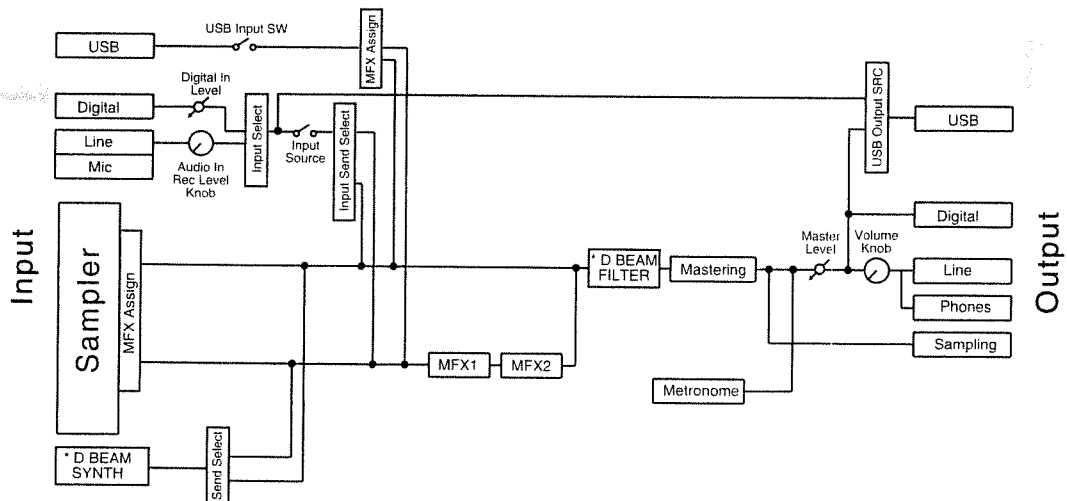 USB Input SW
USB
MFX Assign
Digital In
Level
Digital
Line
Mic
Audio In
Rec Level
Knob
Input Select
Input
Source
Input Send Select
USB Output SRC
USB
Digital
Master
Level
Volume
Knob
Line
Phones
Sampling
Input
Sampler
MFX Assign
* D BEAM
FILTER
Mastering
MFX1
MFX2
Metronome
* D BEAM
SYNTH
Send Select
Output